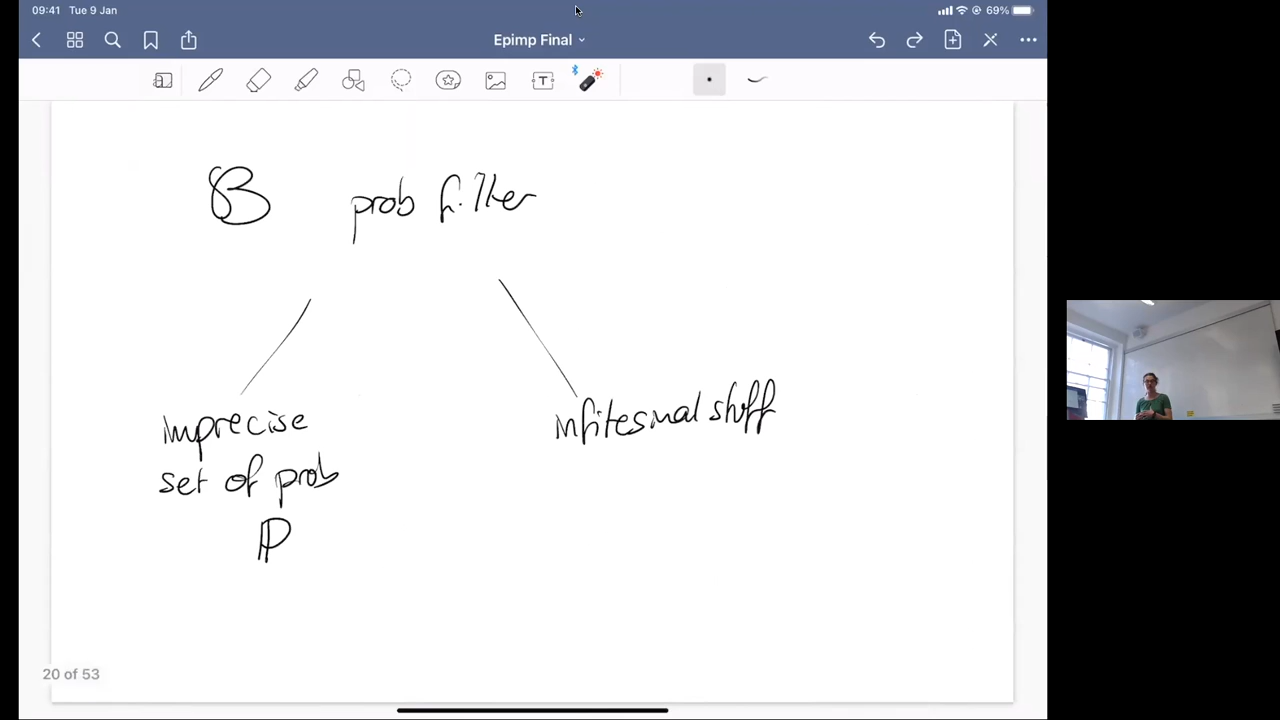 09:41 Tue 9 Jan
69%
Epimp Final
T
B prob filter
imprecise
set of prob
ℙ
infitesmal stuff
20 of 53